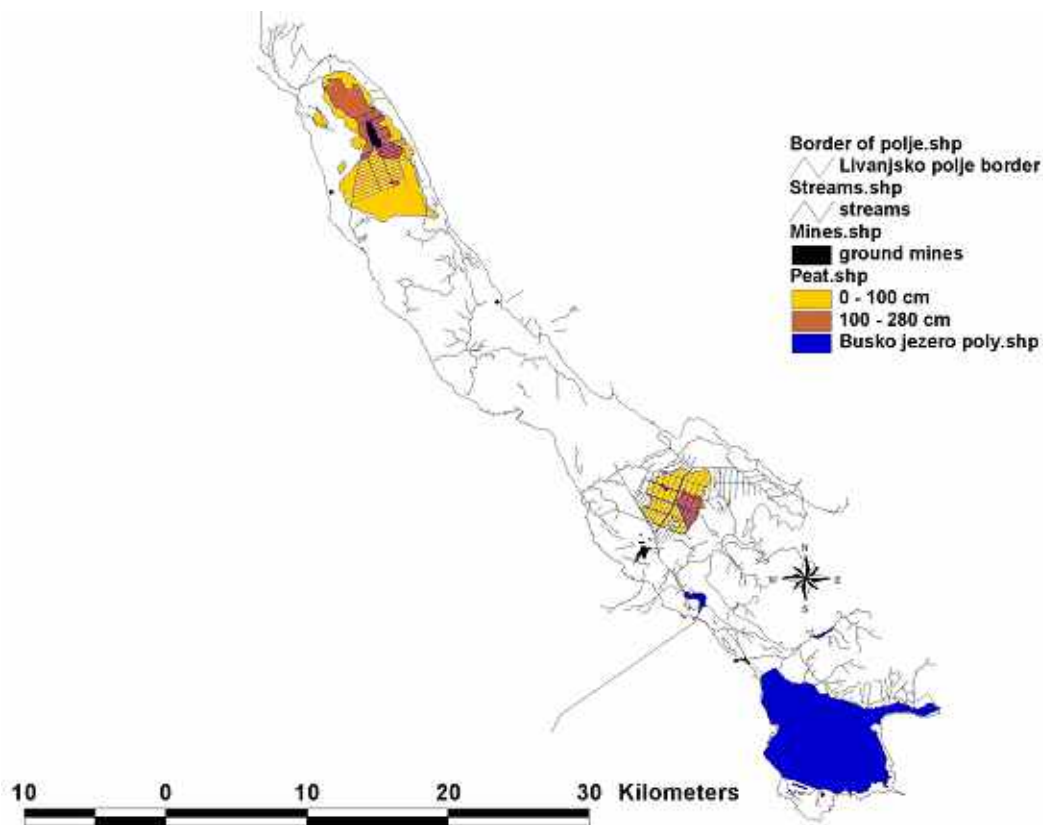 Border of polje.shp
Livanjsko polje border
Streams.shp
streams
Mines.shp
ground mines
Peat.shp
0 - 100 cm
100 - 280 cm
Busko jezero poly.shp
N
W E
S
10 0 10 20 30 Kilometers